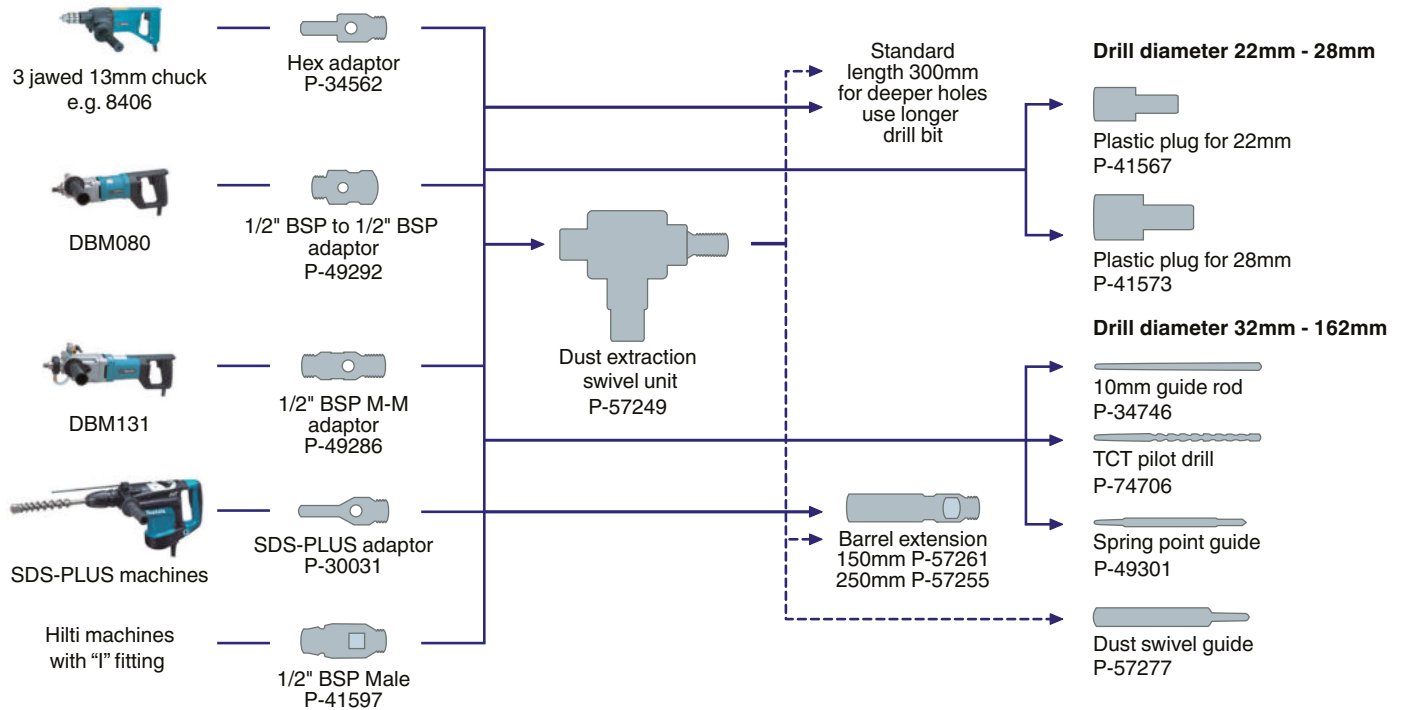 3 jawed 13mm chuck
e.g. 8406
Hex adaptor
P-34562
DBM080
1/2" BSP to 1/2" BSP
adaptor
P-49292
DBM131
1/2" BSP M-M
adaptor
P-49286
SDS-PLUS machines
SDS-PLUS adaptor
P-30031
Hilti machines
with “I” fitting
1/2" BSP Male
P-41597
Dust extraction
swivel unit
P-57249
Standard
length 300mm
for deeper holes
use longer
drill bit
Barrel extension
150mm P-57261
250mm P-57255
Drill diameter 22mm - 28mm
Plastic plug for 22mm
P-41567
Plastic plug for 28mm
P-41573
Drill diameter 32mm - 162mm
10mm guide rod
P-34746
TCT pilot drill
P-74706
Spring point guide
P-49301
Dust swivel guide
P-57277